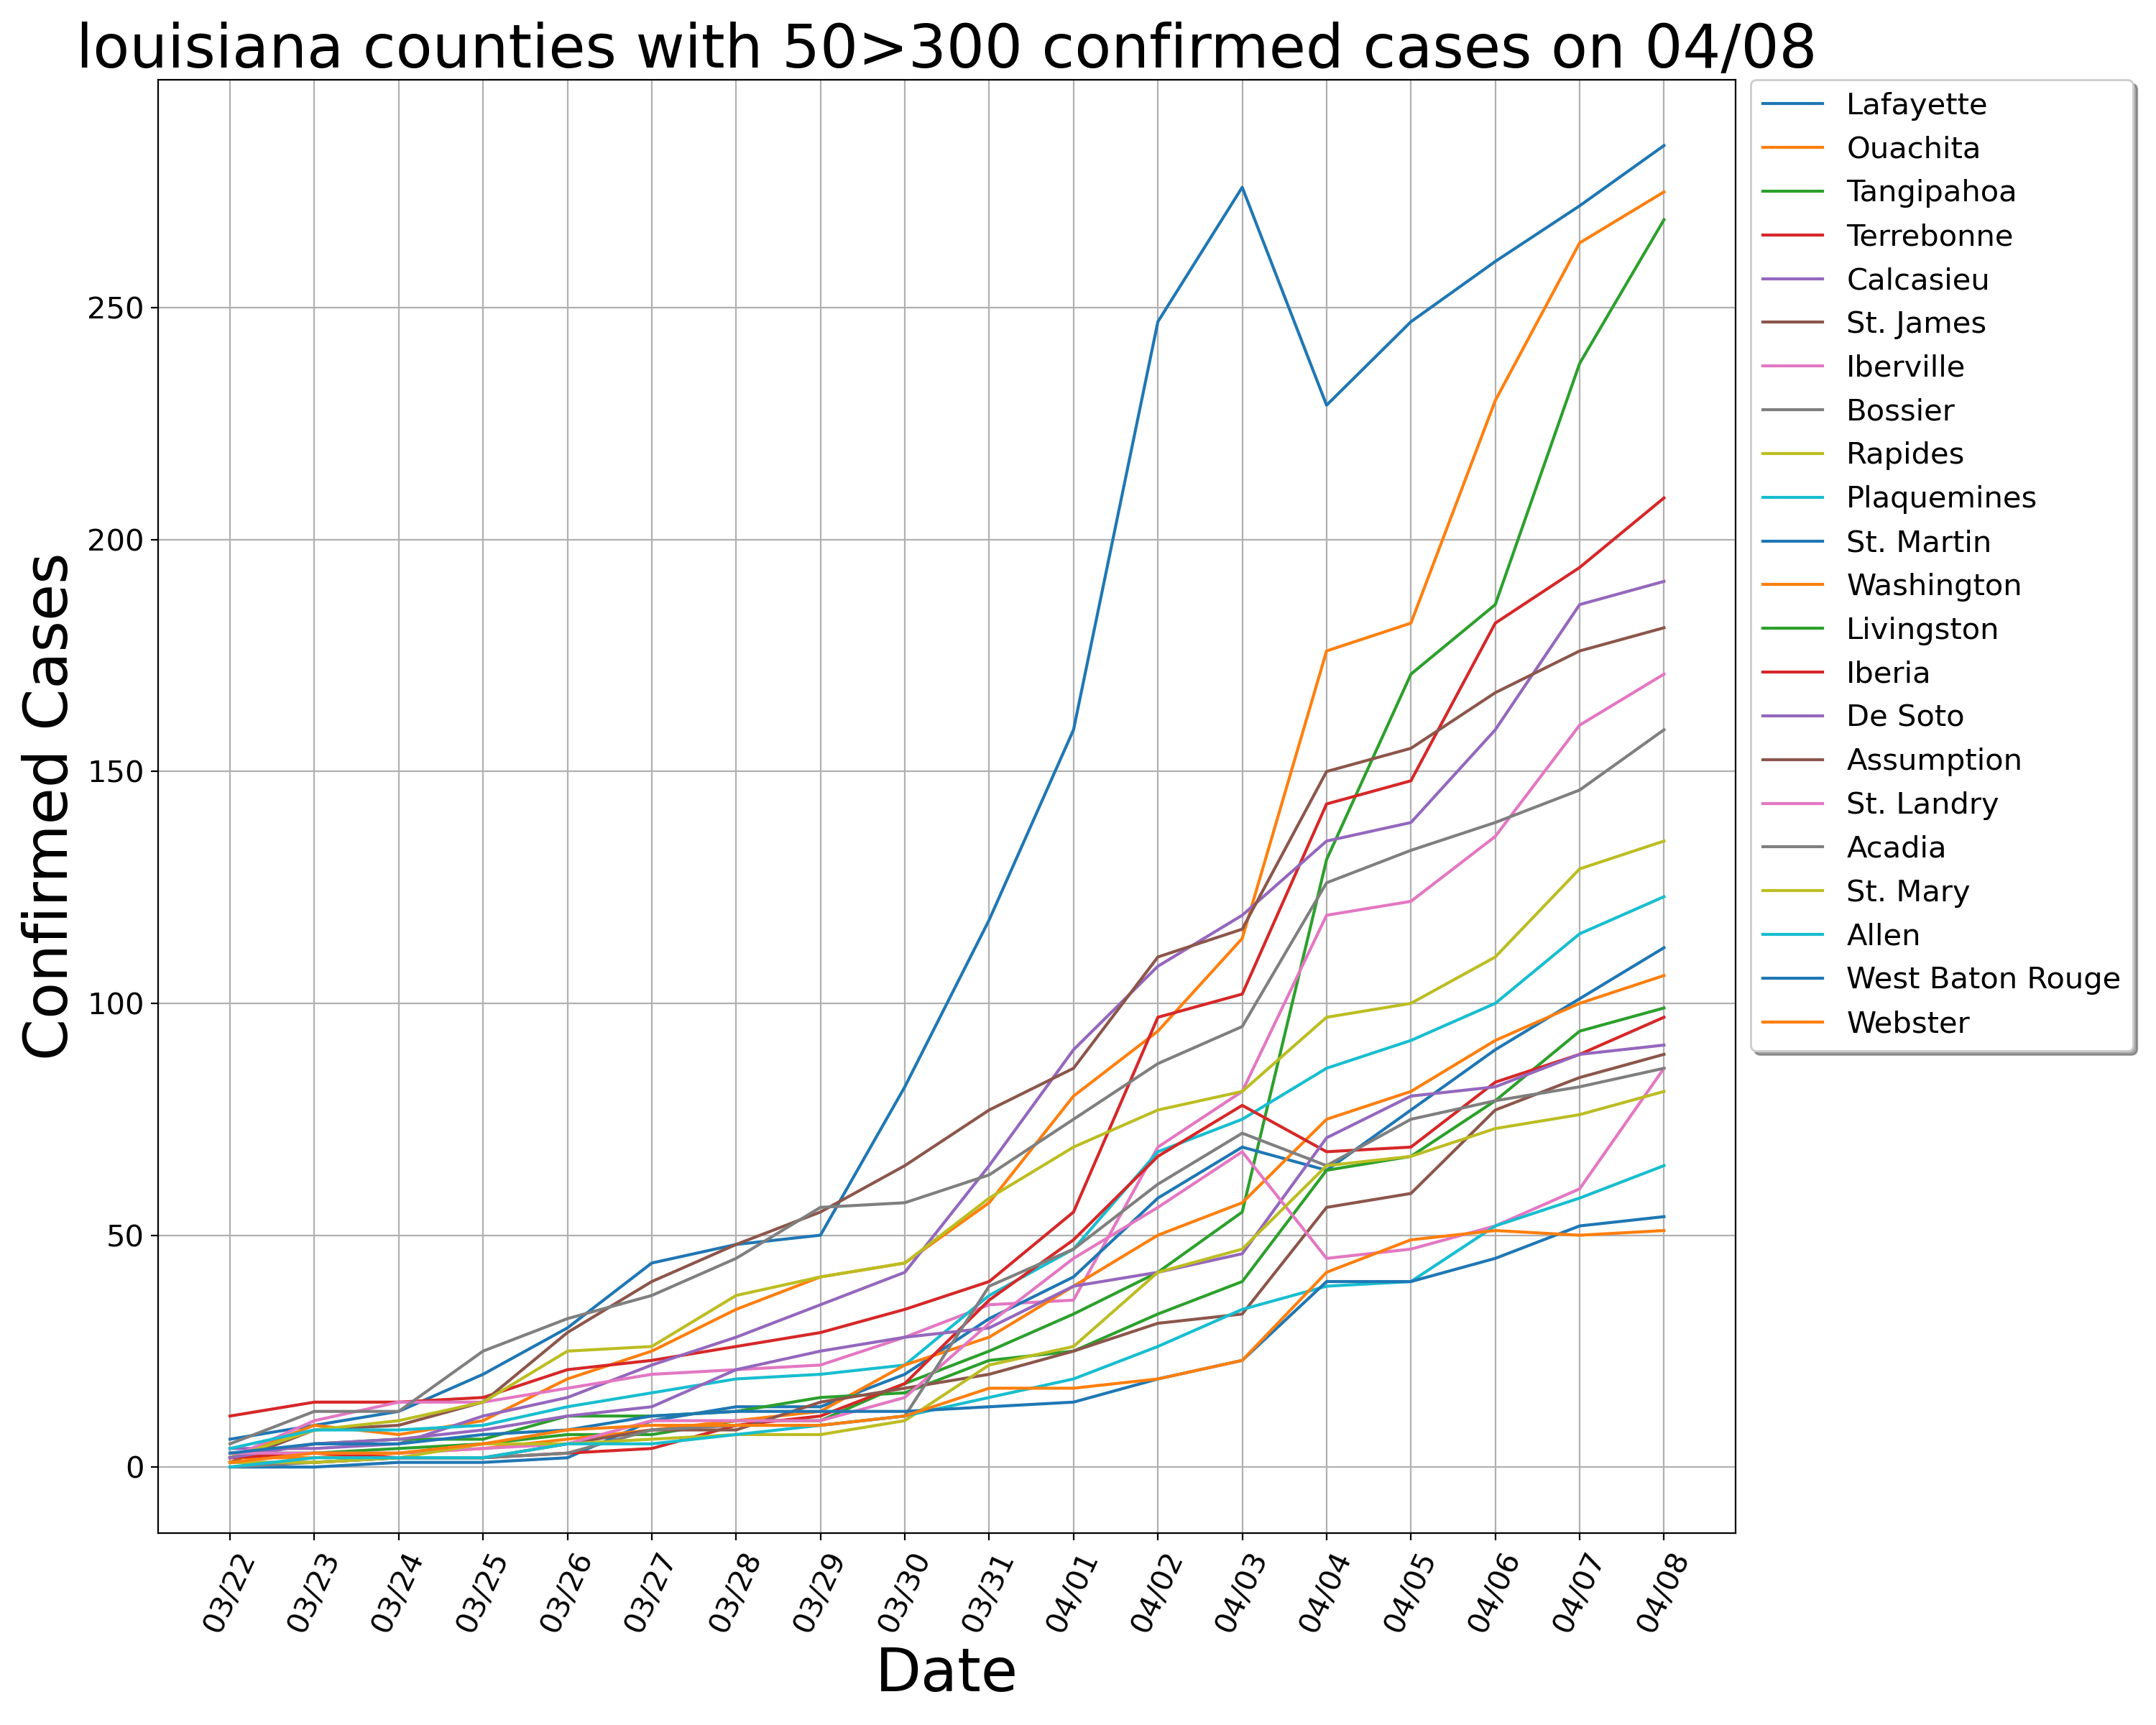 louisiana counties with 50>300 confirmed cases on 04/08
Confirmed Cases
250
200
150
100
50
0
03/22
03/23
03/24
03/25
03/26
03/27
03/28
03/29
03/30
03/31
04/01
04/02
04/03
04/04
04/05
04/06
04/07
04/08
Date
Lafayette
Ouachita
Tangipahoa
Terrebonne
Calcasieu
St. James
Iberville
Bossier
Rapides
Plaquemines
St. Martin
Washington
Livingston
Iberia
De Soto
Assumption
St. Landry
Acadia
St. Mary
Allen
West Baton Rouge
Webster